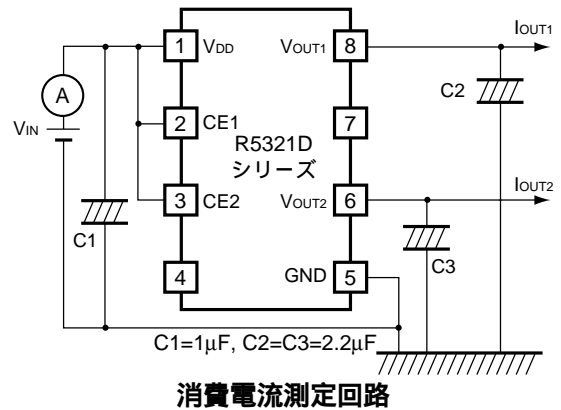 IOUT1
1 VDD VOUT1 8
A
C2
VIN
2 CE1 7
R5321D
シリーズ
3 CE2 VOUT2 6
IOUT2
C1
C3
4 GND 5
C1=1μF, C2=C3=2.2μF
消費電流測定回路